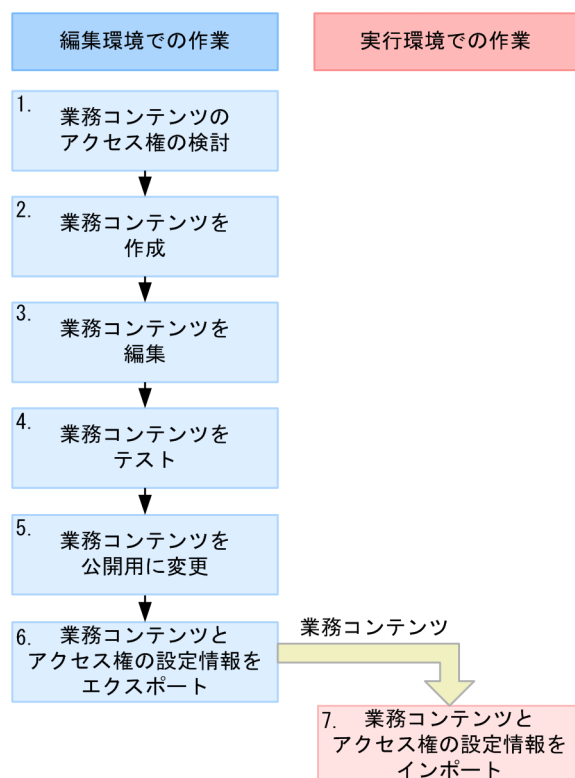 編集環境での作業
実行環境での作業
1.
業務コンテンツの
アクセス権の検討
2.
業務コンテンツを
作成
3.
業務コンテンツを
編集
4.
業務コンテンツを
テスト
5.
業務コンテンツを
公開用に変更
6.
業務コンテンツと
アクセス権の設定情報を
エクスポート
業務コンテンツ
7.
業務コンテンツと
アクセス権の設定情報を
インポート